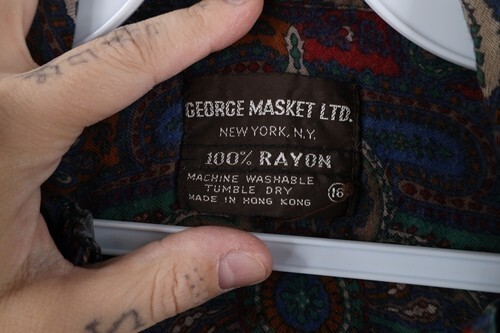 GEORGE MASKET LTD.
NEW YORK, N.Y.
100% RAYON
MACHINE WASHABLE
TUMBLE DRY
MADE IN HONG KONG
16